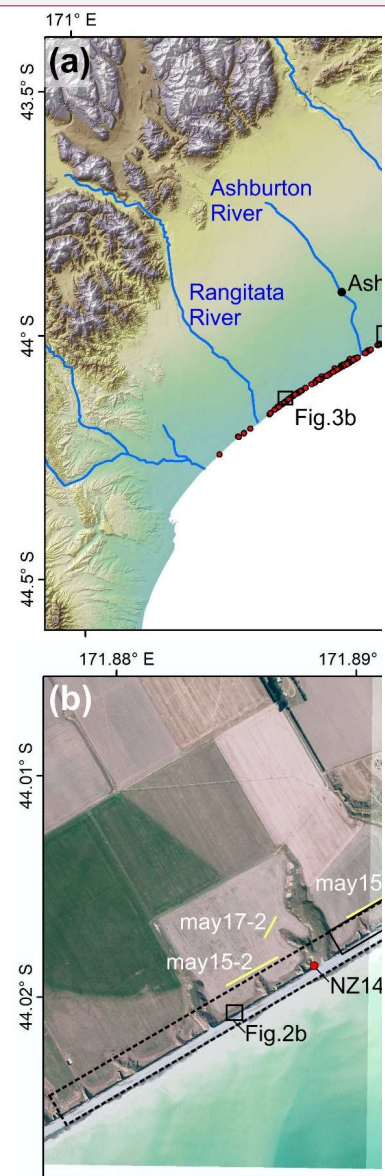 171° E
(a)
43.5° S
Ashburton
River
Rangitata
River
Ash
44° S
Fig.3b
44.5° S
171.88° E
171.89°
(b)
44.01° S
may15
may17-2
may15-2
NZ14
44.02° S
Fig.2b